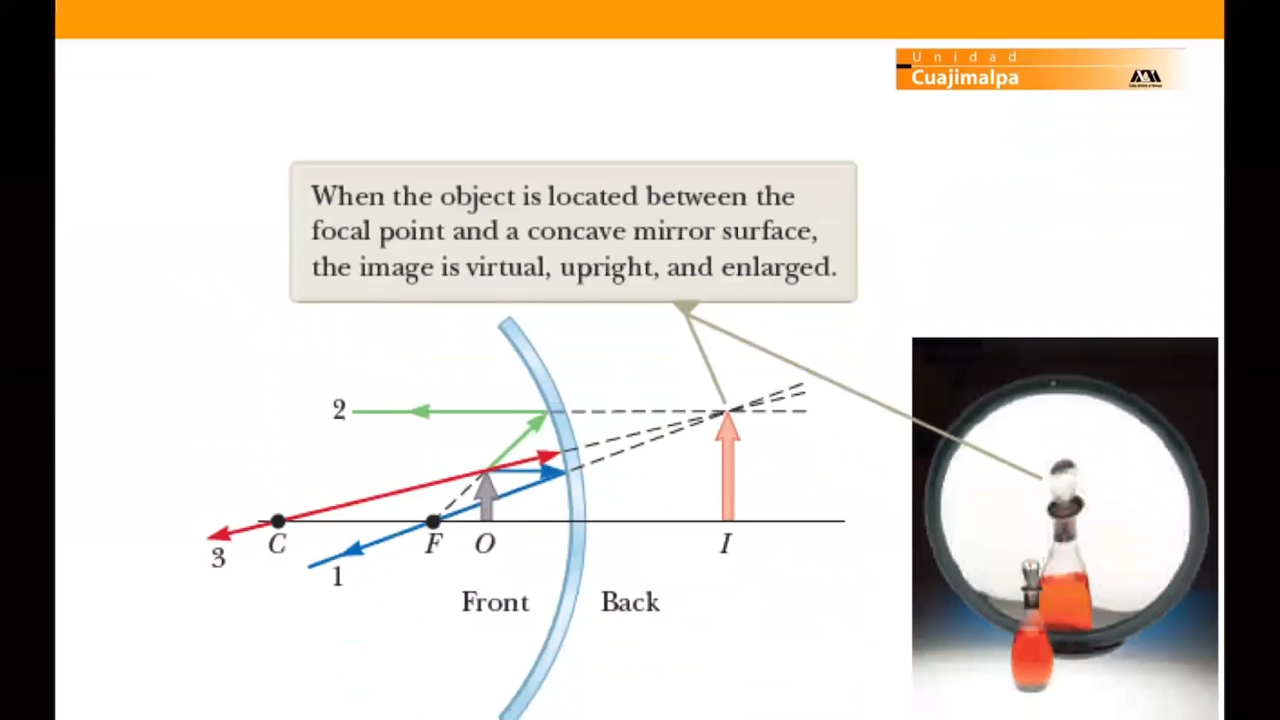 Unidad
Cuajimalpa
When the object is located between the
focal point and a concave mirror surface,
the image is virtual, upright, and enlarged.
2
3
C
F
O
I
1
Front
Back